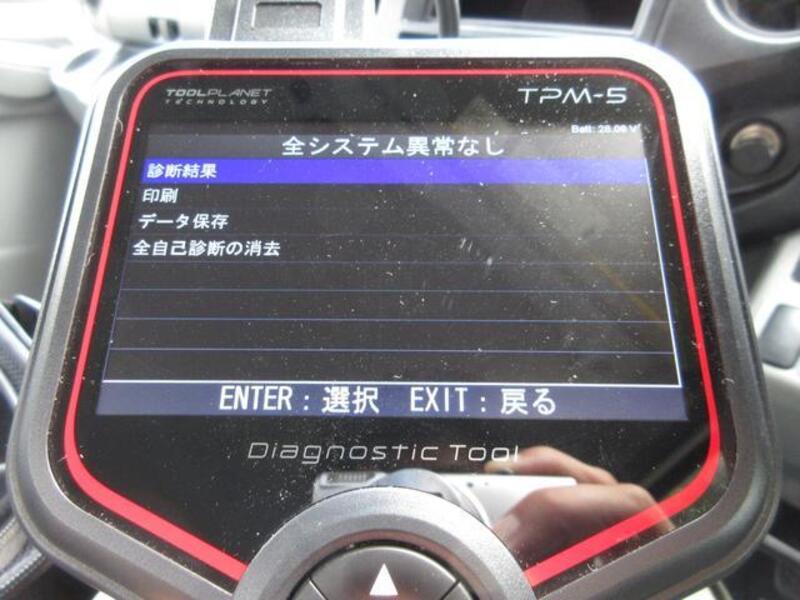 TOOLPLANET
TECHNOLOGY
TPM-5
Batt: 28.00 V
全システム異常なし
診断結果
印刷
データ保存
全自己診断の消去
ENTER：選択　EXIT：戻る
Diagnostic Tool